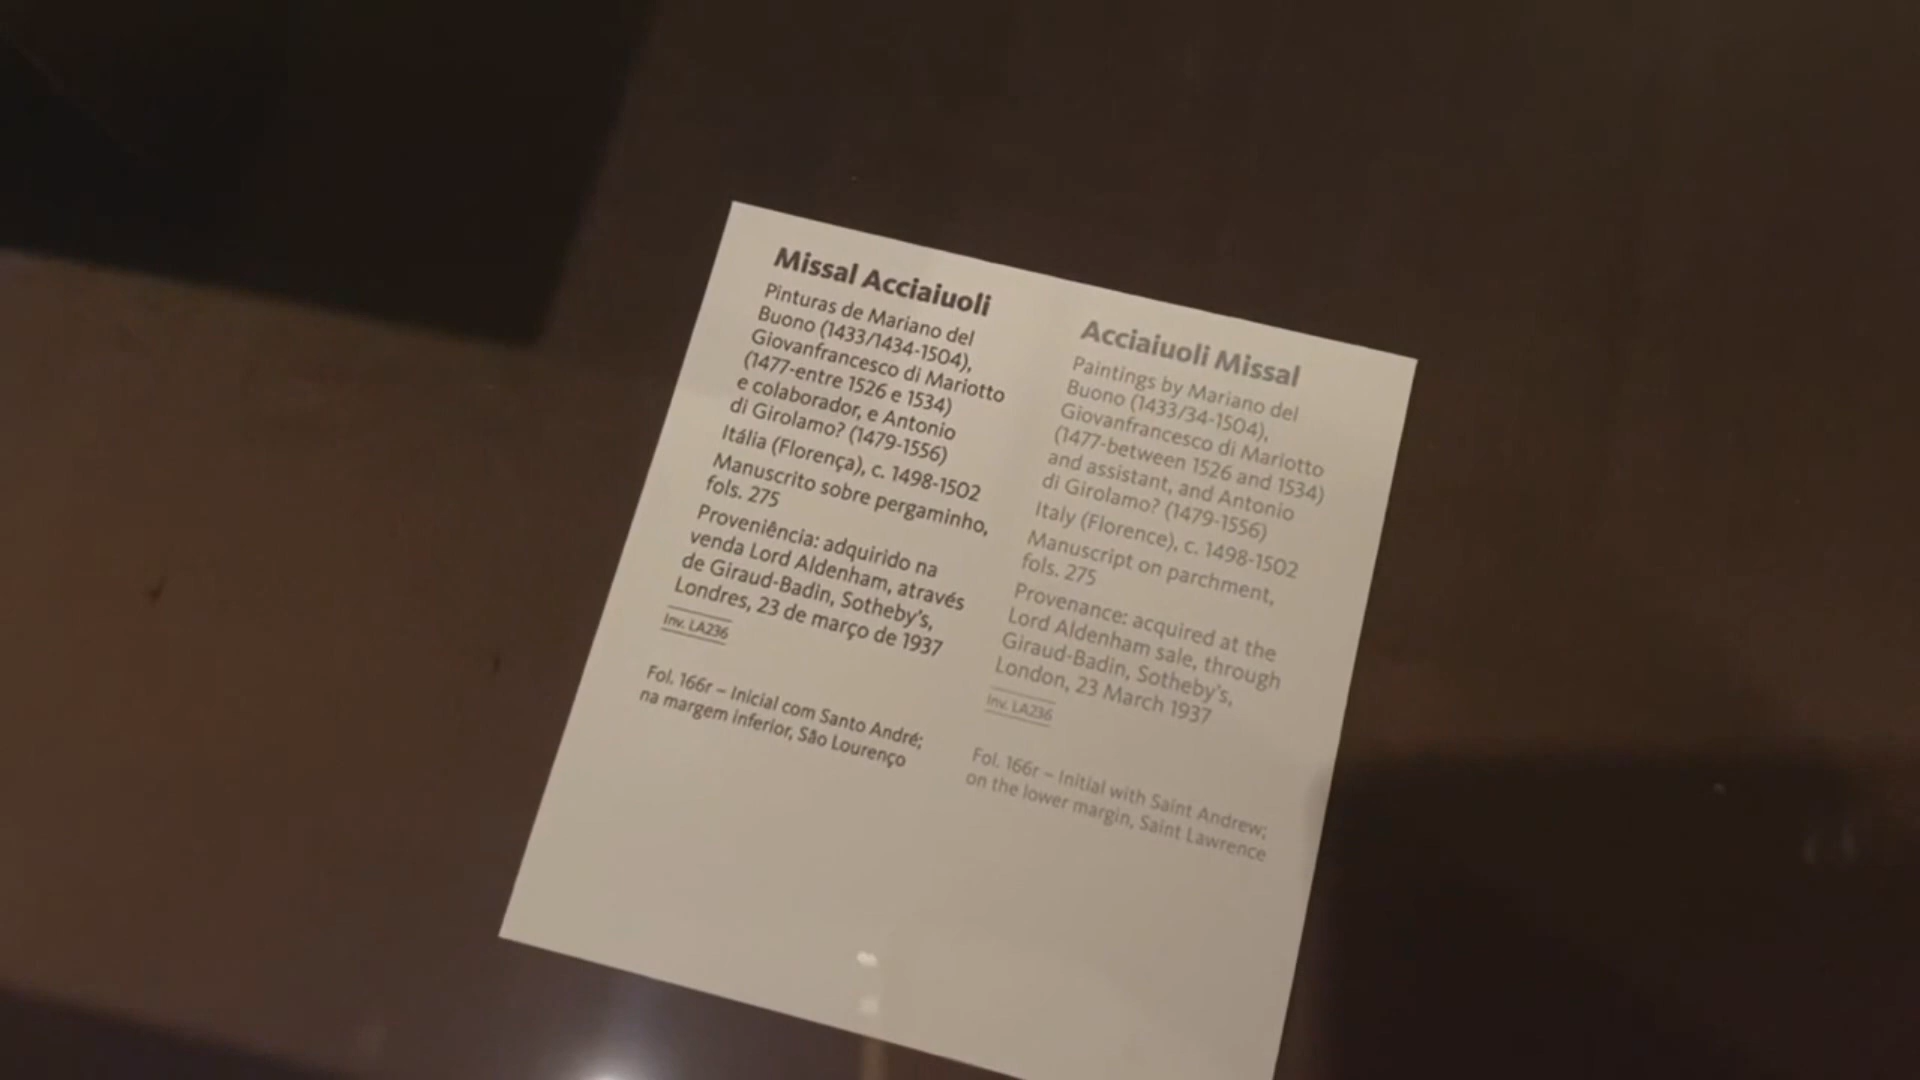 Missal Acciaiuoli
Pinturas de Mariano del
Buono (1433/1434-1504),
Giovanfrancesco di Mariotto
(1477-entre 1526 e 1534)
e colaborador, e Antonio
di Girolamo? (1479-1556)
Itália (Florença), c. 1498-1502
Manuscrito sobre pergaminho,
fols. 275
Proveniência: adquirido na
venda Lord Aldenham, através
de Giraud-Badin, Sotheby's,
Londres, 23 de março de 1937
Inv. LA236
Fol. 166r – Inicial com Santo André;
na margem inferior, São Lourenço
Acciaiuoli Missal
Paintings by Mariano del
Buono (1433/34-1504),
Giovanfrancesco di Mariotto
(1477-between 1526 and 1534)
and assistant, and Antonio
di Girolamo? (1479-1556)
Italy (Florence), c. 1498-1502
Manuscript on parchment,
fols. 275
Provenance: acquired at the
Lord Aldenham sale, through
Giraud-Badin, Sotheby's,
London, 23 March 1937
Inv. LA236
Fol. 166r – Initial with Saint Andrew;
on the lower margin, Saint Lawrence